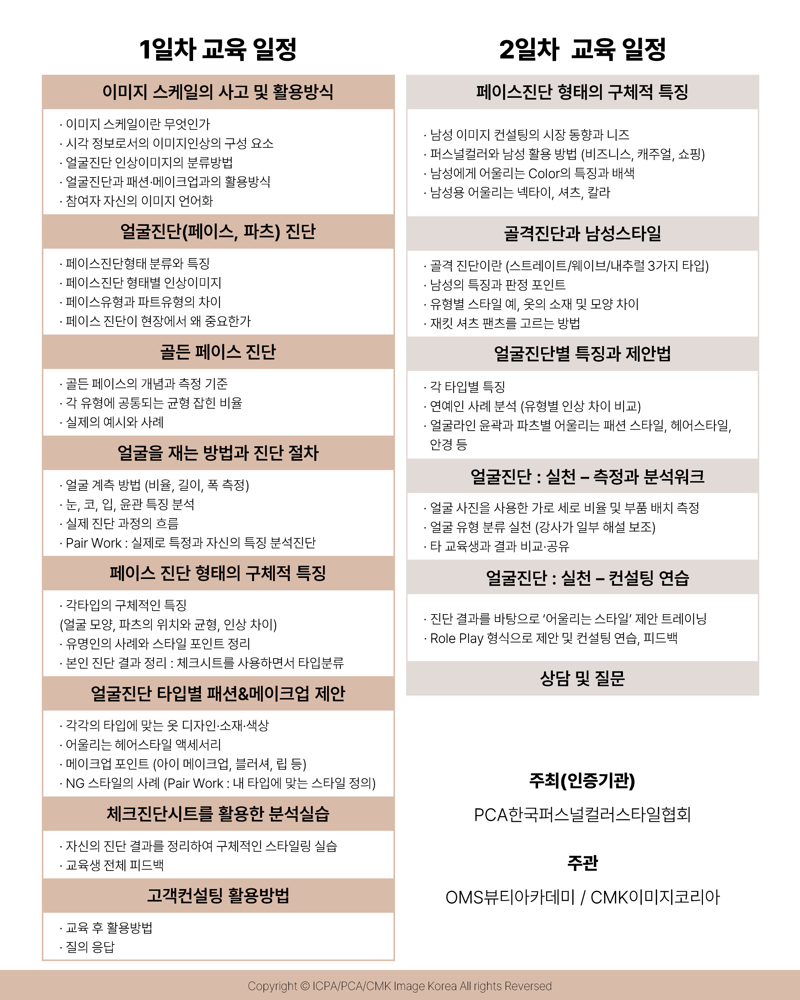 1일차 교육 일정
이미지 스케일의 사고 및 활용방식
· 이미지 스케일이란 무엇인가
· 시각 정보로서의 이미지인상의 구성 요소
· 얼굴진단 인상이미지의 분류방법
· 얼굴진단과 패션·메이크업과의 활용방식
· 참여자 자신의 이미지 언어화
얼굴진단(페이스, 파츠) 진단
· 페이스진단형태 분류와 특징
· 페이스진단 형태별 인상이미지
· 페이스유형과 파트유형의 차이
· 페이스 진단이 현장에서 왜 중요한가
골든 페이스 진단
· 골든 페이스의 개념과 측정 기준
· 각 유형에 공통되는 균형 잡힌 비율
· 실제의 예시와 사례
얼굴을 재는 방법과 진단 절차
· 얼굴 계측 방법 (비율, 길이, 폭 측정)
· 눈, 코, 입, 윤관 특징 분석
· 실제 진단 과정의 흐름
· Pair Work : 실제로 특정과 자신의 특징 분석진단
페이스 진단 형태의 구체적 특징
· 각타입의 구체적인 특징
(얼굴 모양, 파츠의 위치와 균형, 인상 차이)
· 유명인의 사례와 스타일 포인트 정리
· 본인 진단 결과 정리 : 체크시트를 사용하면서 타입분류
얼굴진단 타입별 패션&메이크업 제안
· 각각의 타입에 맞는 옷 디자인·소재·색상
· 어울리는 헤어스타일 액세서리
· 메이크업 포인트 (아이 메이크업, 블러셔, 립 등)
· NG 스타일의 사례 (Pair Work : 내 타입에 맞는 스타일 정의)
체크진단시트를 활용한 분석실습
· 자신의 진단 결과를 정리하여 구체적인 스타일링 실습
· 교육생 전체 피드백
고객컨설팅 활용방법
· 교육 후 활용방법
· 질의 응답
2일차 교육 일정
페이스진단 형태의 구체적 특징
· 남성 이미지 컨설팅의 시장 동향과 니즈
· 퍼스널컬러와 남성 활용 방법 (비즈니스, 캐주얼, 쇼핑)
· 남성에게 어울리는 Color의 특징과 배색
· 남성용 어울리는 넥타이, 셔츠, 칼라
골격진단과 남성스타일
· 골격 진단이란 (스트레이트/웨이브/내추럴 3가지 타입)
· 남성의 특징과 판정 포인트
· 유형별 스타일 예, 옷의 소재 및 모양 차이
· 재킷 셔츠 팬츠를 고르는 방법
얼굴진단별 특징과 제안법
· 각 타입별 특징
· 연예인 사례 분석 (유형별 인상 차이 비교)
· 얼굴라인 윤곽과 파츠별 어울리는 패션 스타일, 헤어스타일,
안경 등
얼굴진단 : 실천 – 측정과 분석워크
· 얼굴 사진을 사용한 가로 세로 비율 및 부품 배치 측정
· 얼굴 유형 분류 실천 (강사가 일부 해설 보조)
· 타 교육생과 결과 비교·공유
얼굴진단 : 실천 – 컨설팅 연습
· 진단 결과를 바탕으로 ‘어울리는 스타일’ 제안 트레이닝
· Role Play 형식으로 제안 및 컨설팅 연습, 피드백
상담 및 질문
주최(인증기관)
PCA한국퍼스널컬러스타일협회
주관
OMS뷰티아카데미 / CMK이미지코리아
Copyright © ICPA/PCA/CMK Image Korea All rights Reversed